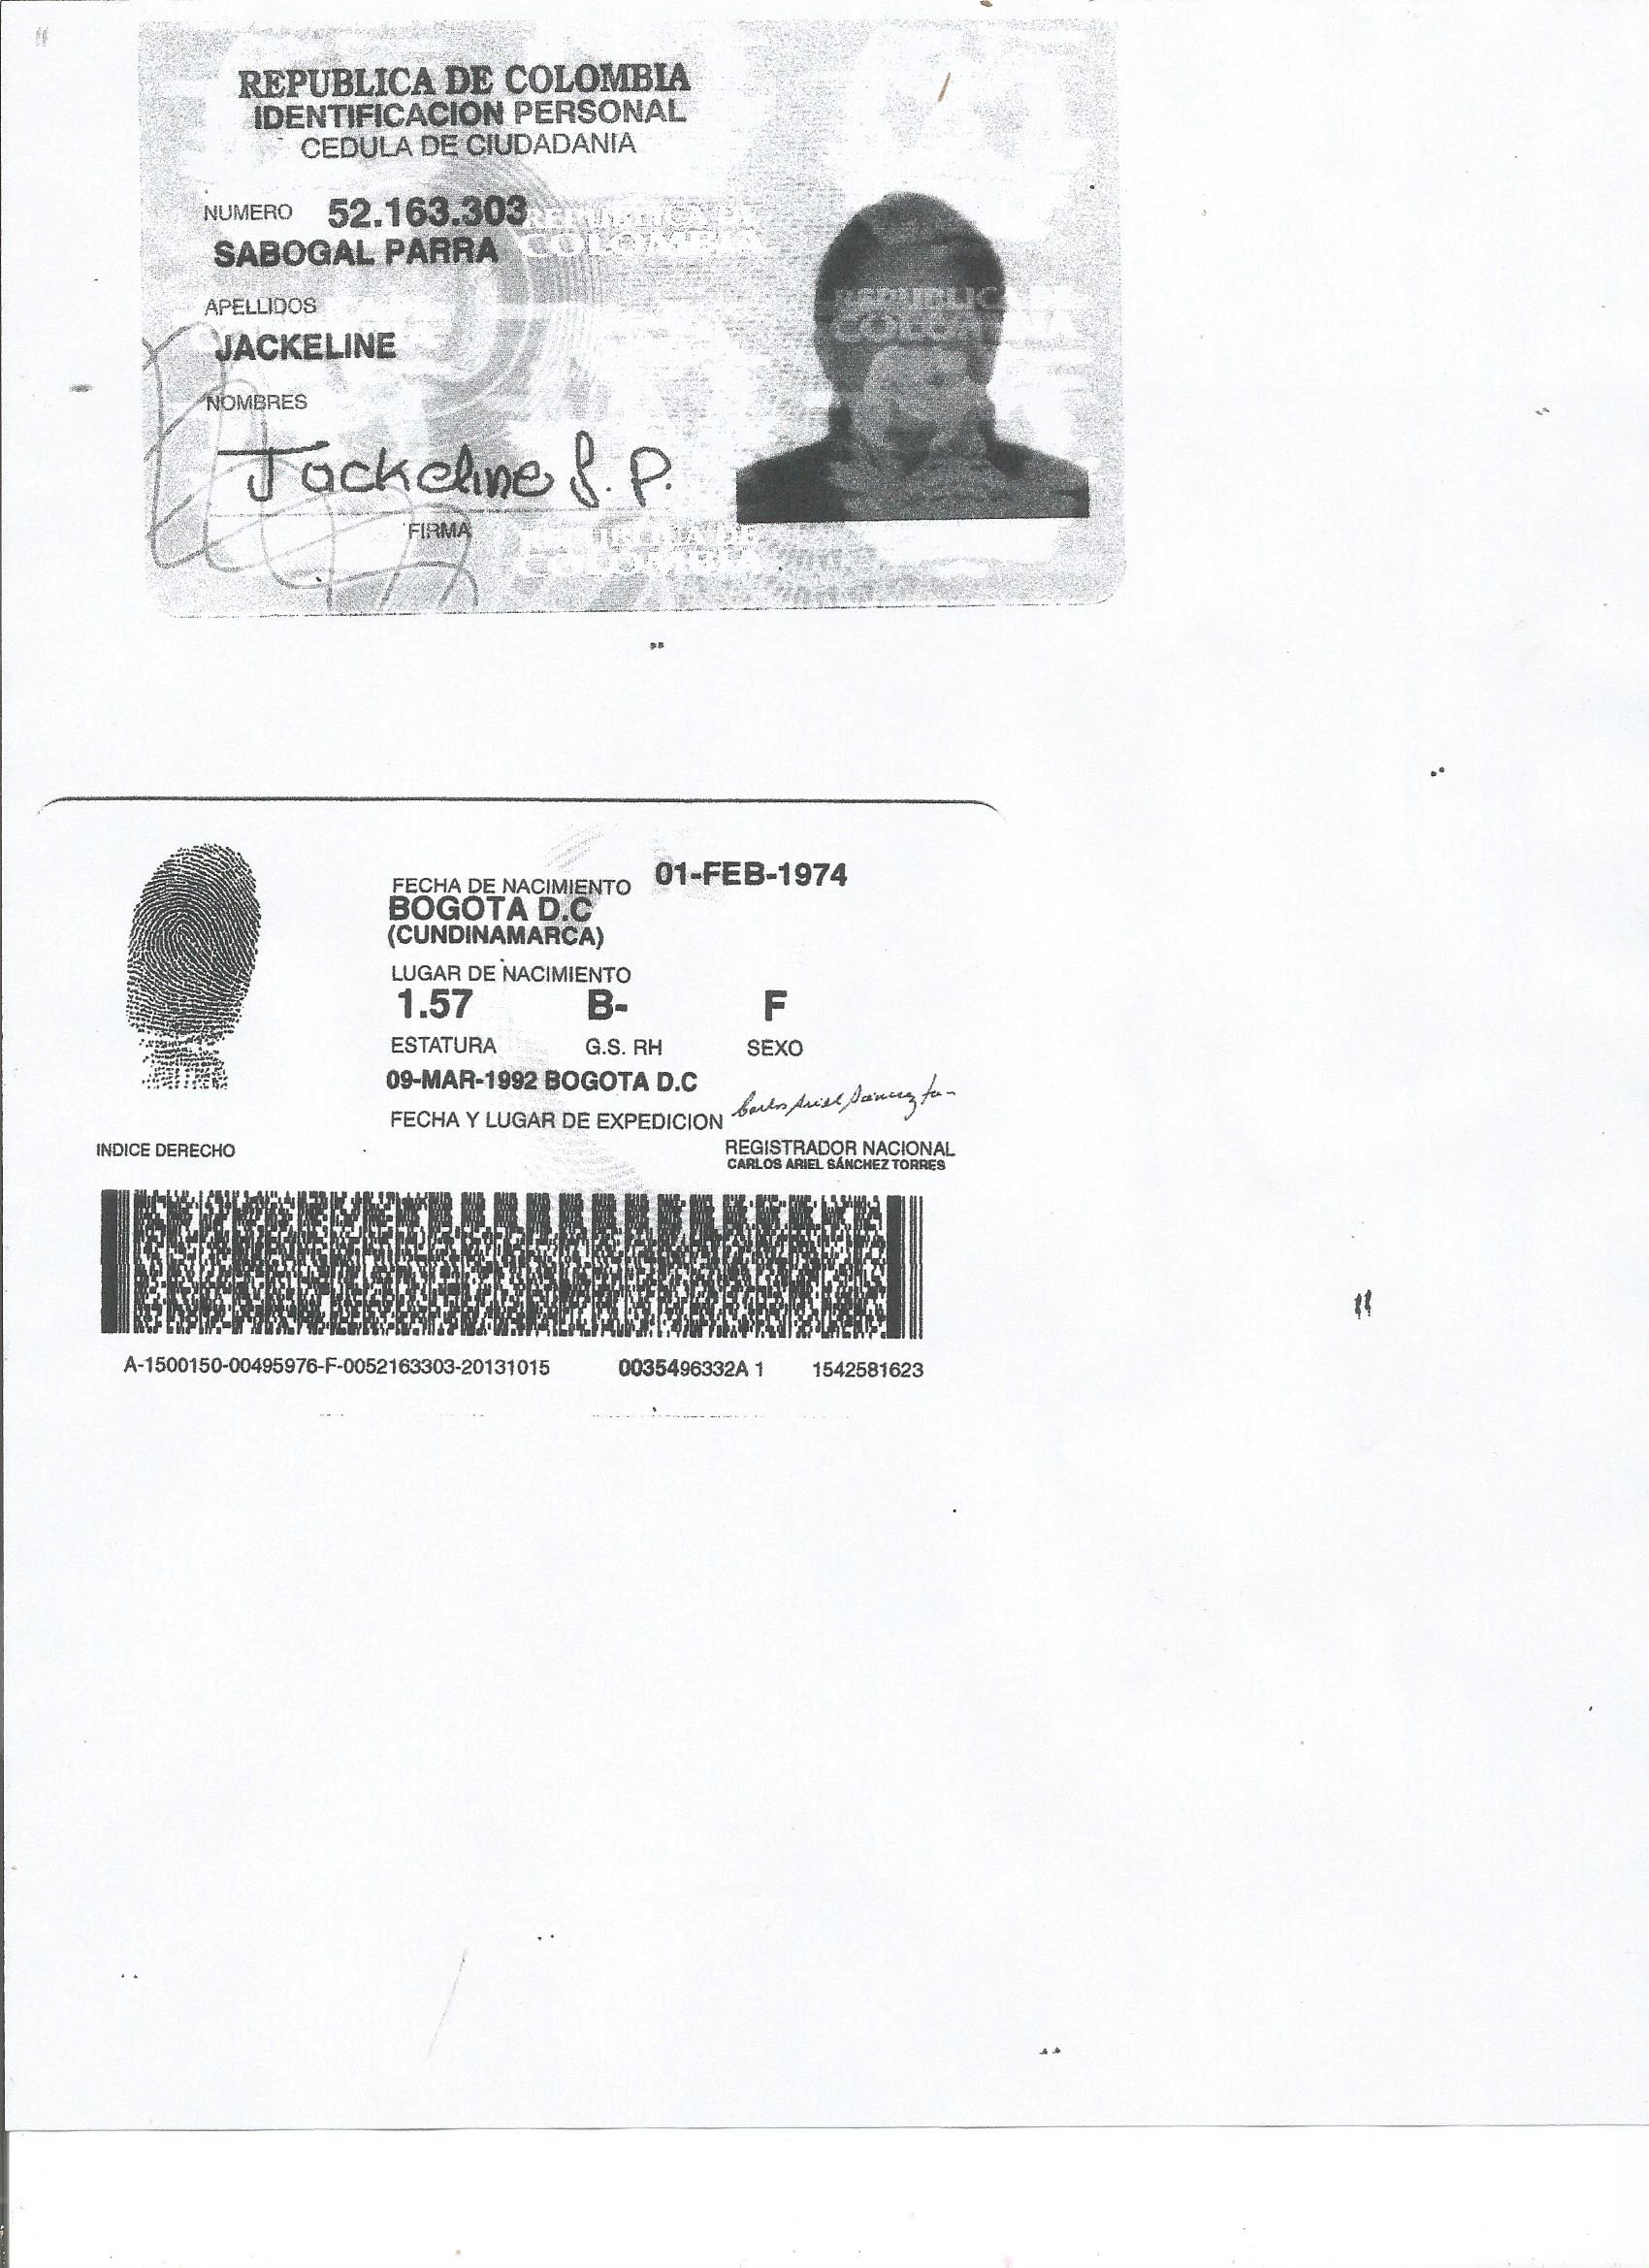 REPUBLICA DE COLOMBIA
IDENTIFICACION PERSONAL
CEDULA DE CIUDADANIA
NUMERO 52.163.303
SABOGAL PARRA
APELLIDOS
JACKELINE
NOMBRES
Jackeline S. P.
FIRMA
REPUBLICA DE
COLOMBIA
REPUBLICA DE
COLOMBIA
REPUBLICA DE
COLOMBIA
FECHA DE NACIMIENTO 01-FEB-1974
BOGOTA D.C
(CUNDINAMARCA)
LUGAR DE NACIMIENTO
1.57 B- F
ESTATURA G.S. RH SEXO
09-MAR-1992 BOGOTA D.C
FECHA Y LUGAR DE EXPEDICION
Carlos Ariel Sánchez
INDICE DERECHO
REGISTRADOR NACIONAL
CARLOS ARIEL SÁNCHEZ TORRES
A-1500150-00495976-F-0052163303-20131015 0035496332A 1 1542581623